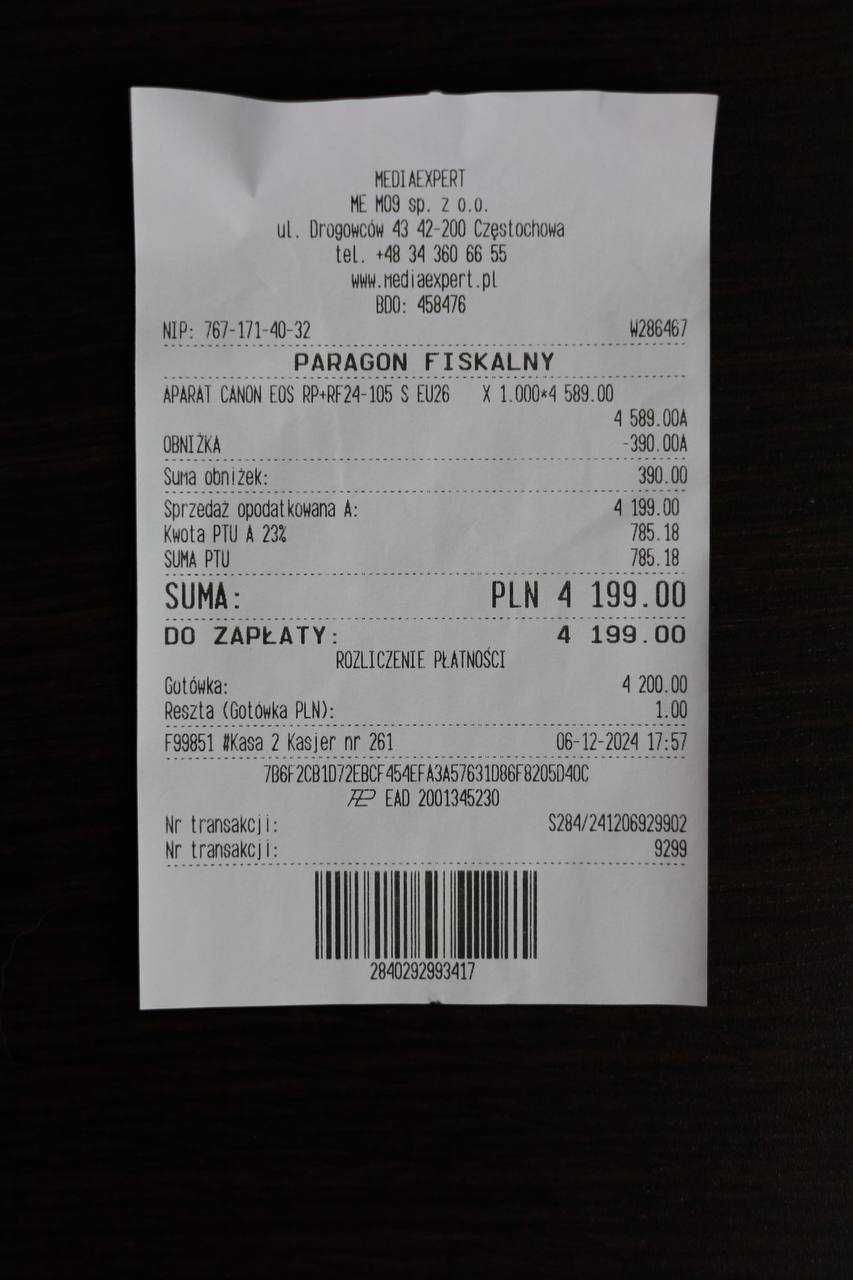 MEDIAEXPERT
ME M09 sp. z o.o.
ul. Drogowców 43 42-200 Częstochowa
tel. +48 34 360 66 55
www.mediaexpert.pl
BDO: 458476
NIP: 767-171-40-32 W286467
PARAGON FISKALNY
APARAT CANON EOS RP+RF24-105 S EU26 X 1.000*4 589.00
4 589.00A
OBNIŻKA -390.00A
Suma obniżek: 390.00
Sprzedaż opodatkowana A: 4 199.00
Kwota PTU A 23% 785.18
SUMA PTU 785.18
SUMA: PLN 4 199.00
DO ZAPŁATY: 4 199.00
ROZLICZENIE PŁATNOŚCI
Gotówka: 4 200.00
Reszta (Gotówka PLN): 1.00
F99851 #Kasa 2 Kasjer nr 261 06-12-2024 17:57
7B6F2CB1D72EBCF454EFA3A57631D86F8205D40C
EAD 2001345230
Nr transakcji: S284/241206929902
Nr transakcji: 9299
2840292993417